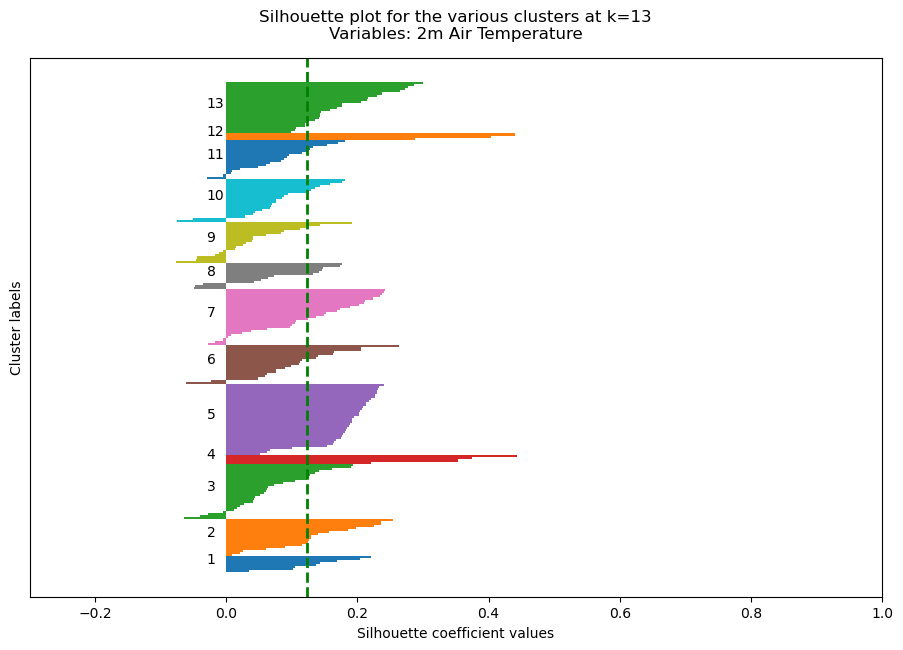 Silhouette plot for the various clusters at k=13
Variables: 2m Air Temperature
Cluster labels
13
12
11
10
9
8
7
6
5
4
3
2
1
−0.2 0.0 0.2 0.4 0.6 0.8 1.0
Silhouette coefficient values